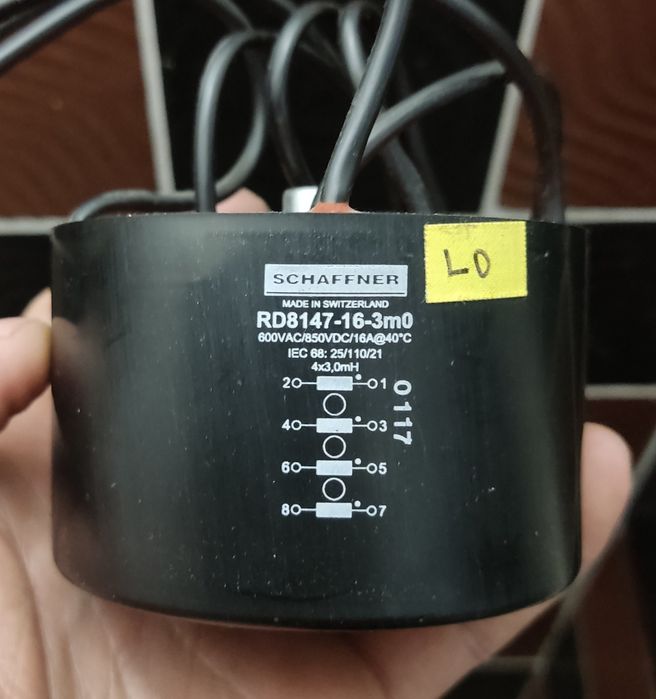 LO
SCHAFFNER
MADE IN SWITZERLAND
RD8147-16-3m0
600VAC/850VDC/16A@40°C
IEC 68: 25/110/21
4x3,0mH
2 1
4 3
6 5
8 7
0117